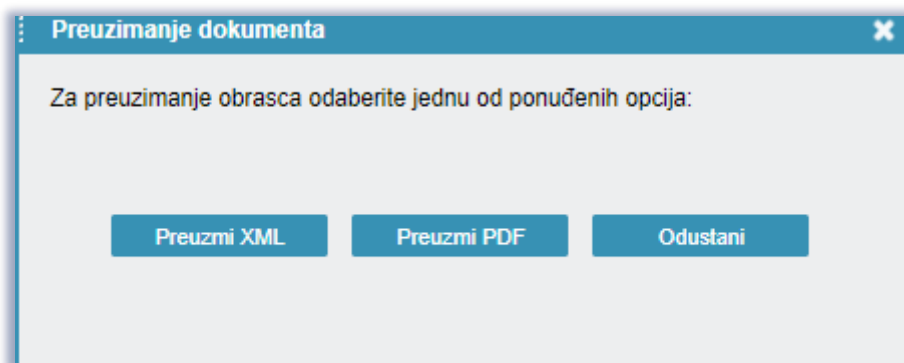 Preuzimanje dokumenta
Za preuzimanje obrasca odaberite jednu od ponuđenih opcija:
Preuzmi XML
Preuzmi PDF
Odustani